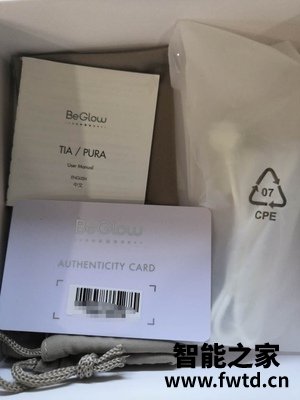 BeGlow
TIA / PURA
User Manual
ENGLISH
中文
07
CPE
BeGlow
AUTHENTICITY CARD
智能之家
www.fwtd.cn